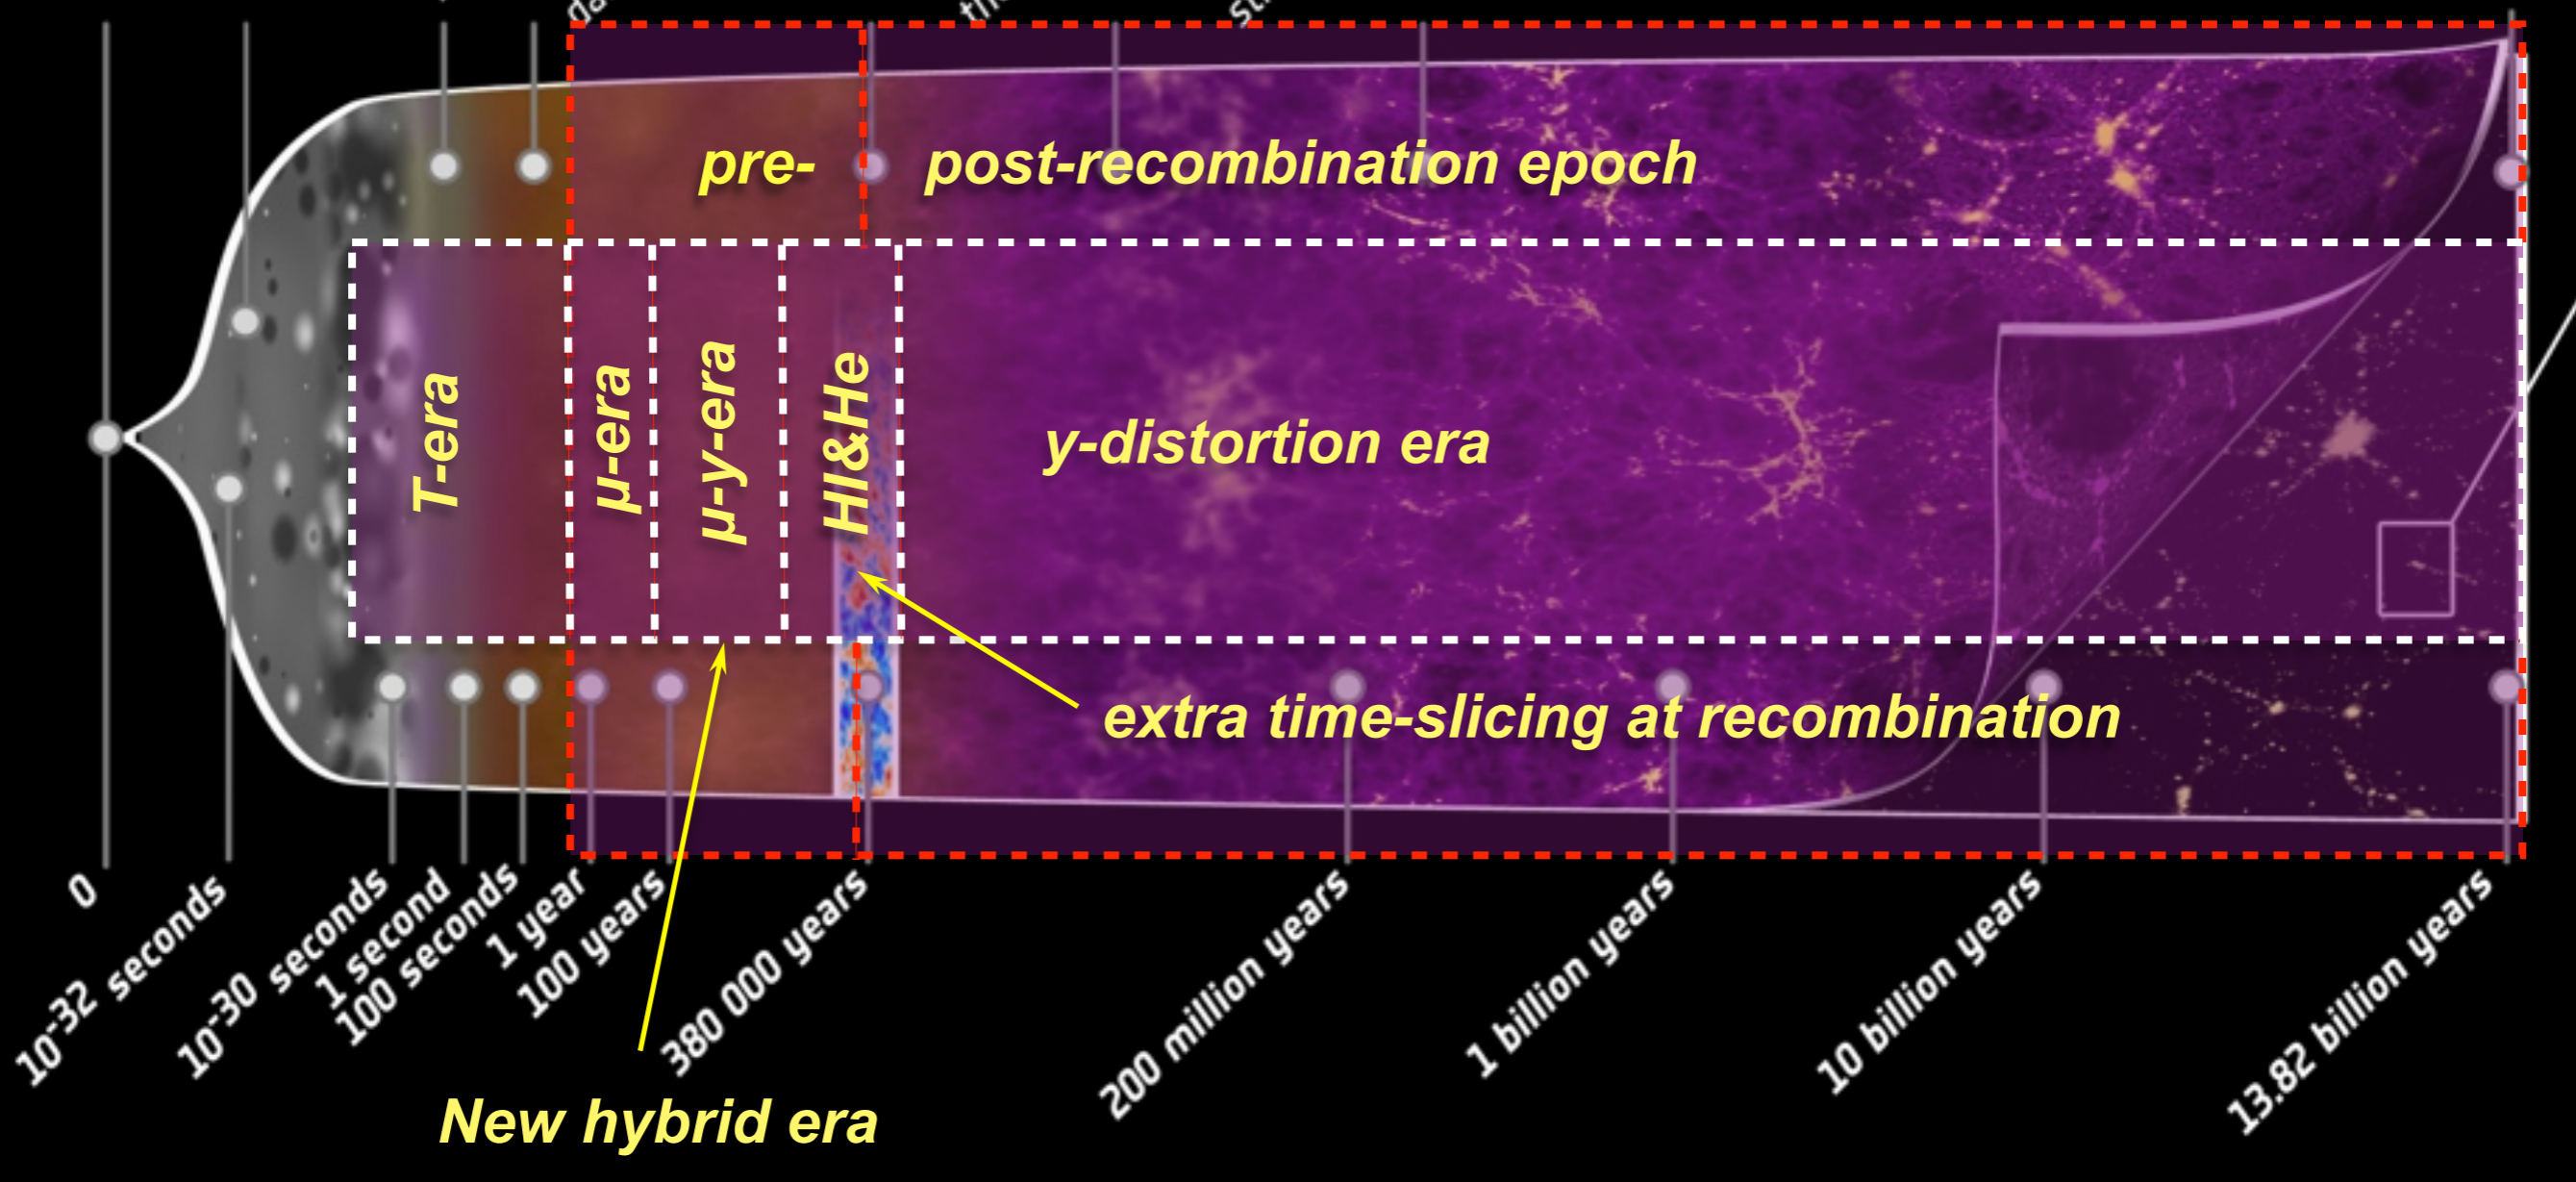 pre-
post-recombination epoch
T-era
μ-era
μ-y-era
HI&He
y-distortion era
extra time-slicing at recombination
0
10-32 seconds
10-30 seconds
1 second
100 seconds
1 year
100 years
380 000 years
200 million years
1 billion years
10 billion years
13.82 billion years
New hybrid era